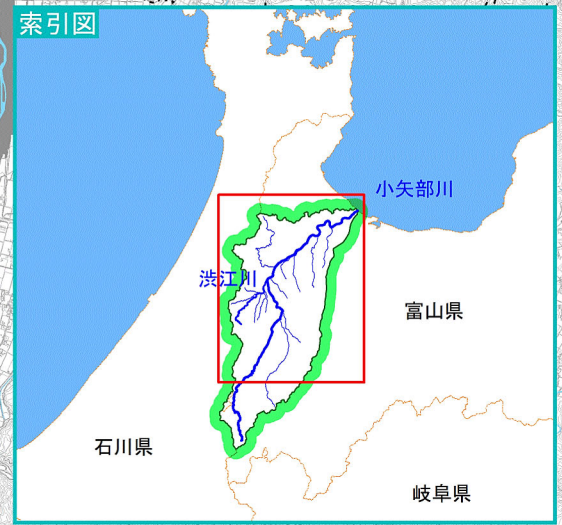 索引図
小矢部川
渋江川
富山県
石川県
岐阜県